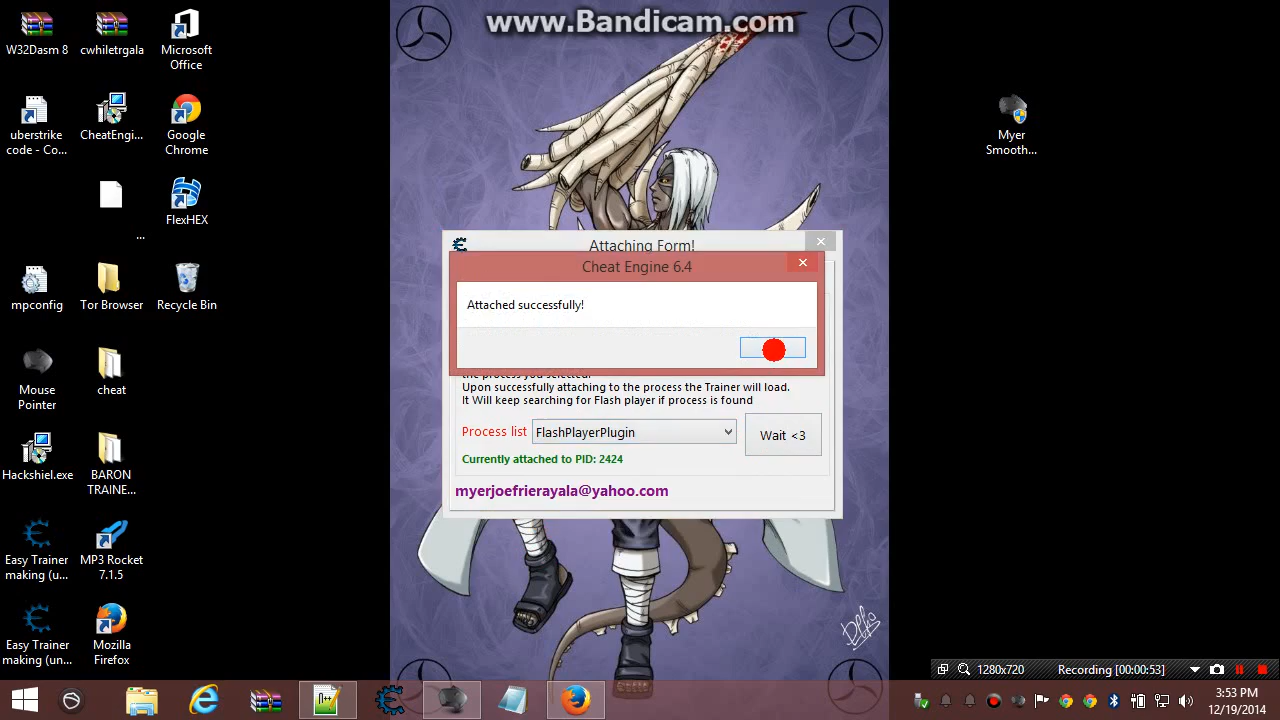 www.Bandicam.com
W32Dasm 8
cwhiletrgala
Microsoft
Office
uberstrike
code - Co...
CheatEngi...
Google
Chrome
...
FlexHEX
mpconfig
Tor Browser
Recycle Bin
Mouse
Pointer
cheat
Hackshiel.exe
BARON
TRAINE...
Easy Trainer
making (u...
MP3 Rocket
7.1.5
Easy Trainer
making (un...
Mozilla
Firefox
Myer
Smooth...
Attaching Form!
Cheat Engine 6.4
Attached successfully!
the process you selected.
Upon successfully attaching to the process the Trainer will load.
It Will keep searching for Flash player if process is found
Process list
FlashPlayerPlugin
Wait <3
Currently attached to PID: 2424
myerjoefrierayala@yahoo.com
1280x720
Recording [00:00:53]
3:53 PM
12/19/2014